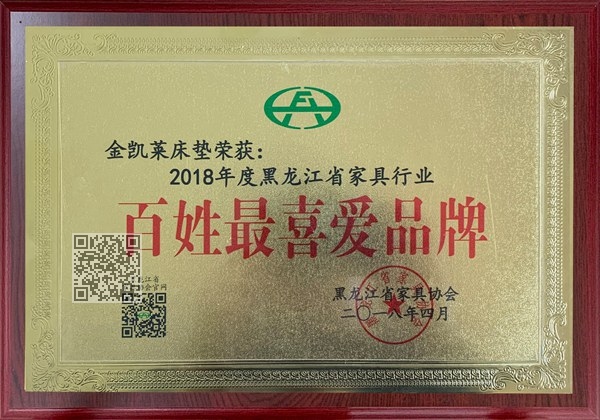 金凯莱床垫荣获：
2018年度黑龙江省家具行业
百姓最喜爱品牌
黑龙江省家具协会
二〇一八年四月